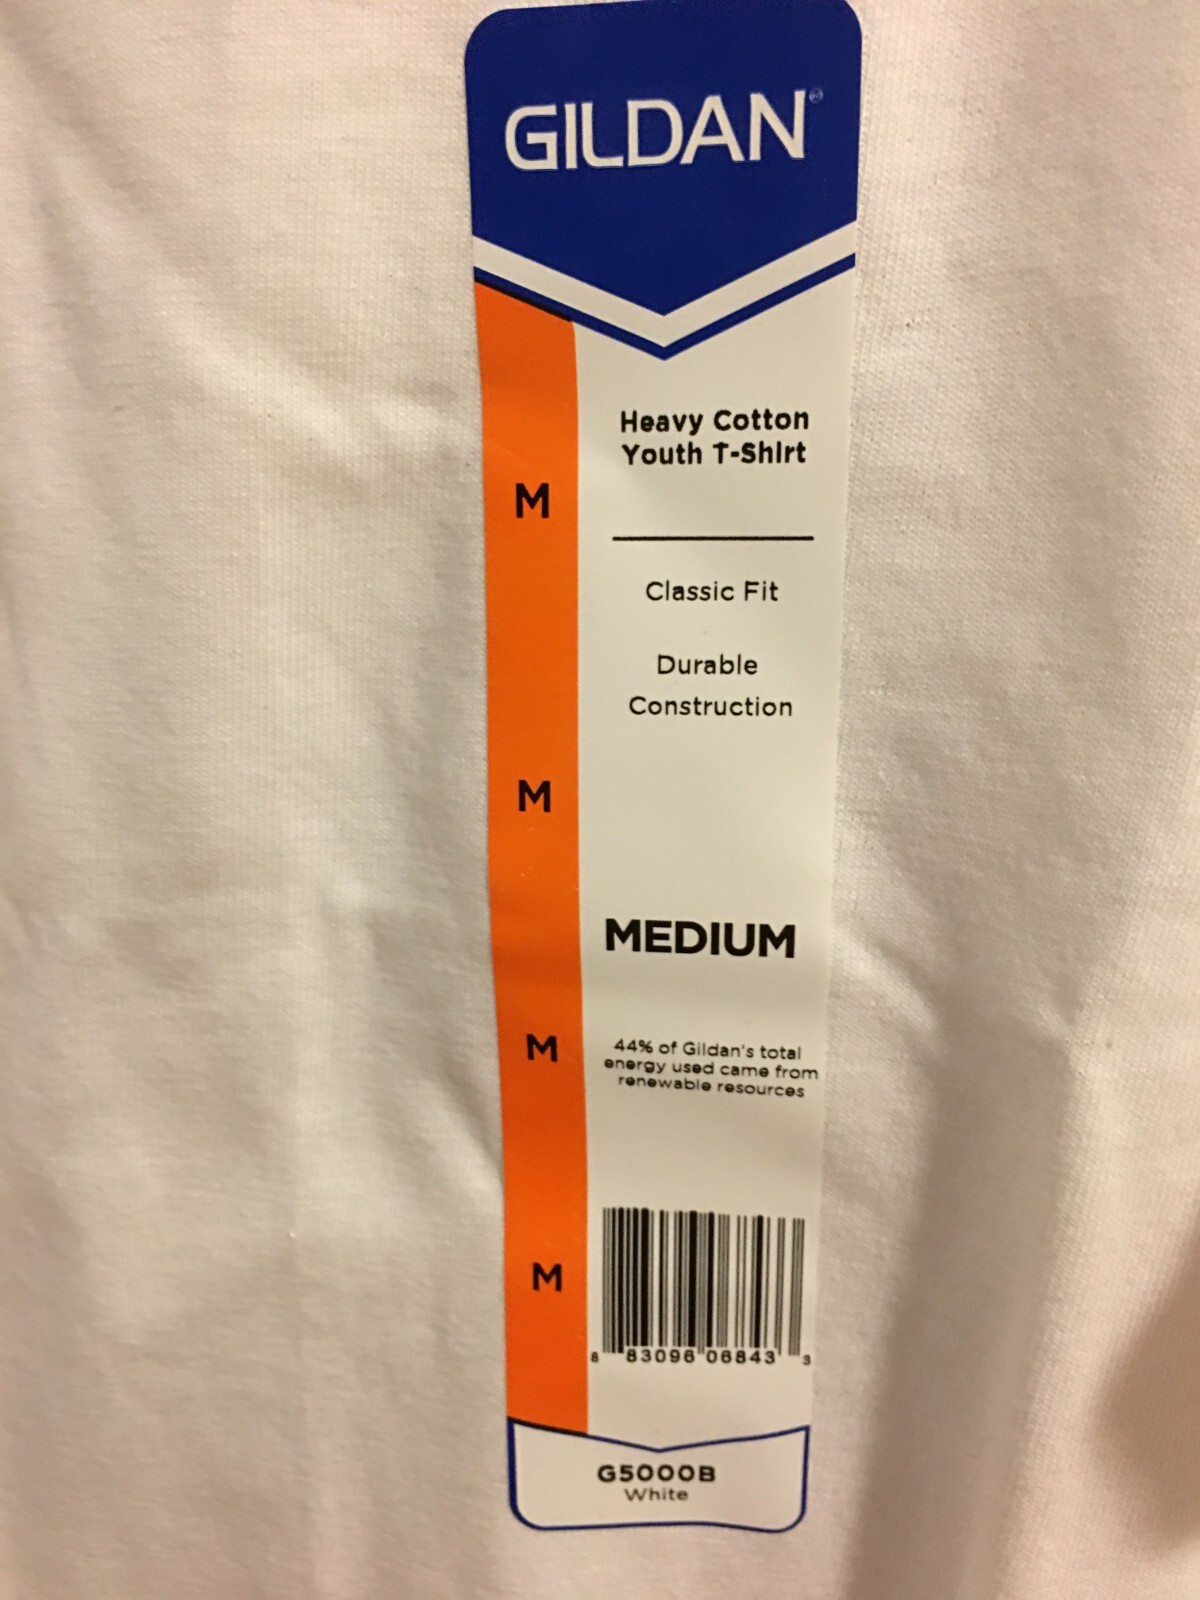 GILDAN®
Heavy Cotton
Youth T-Shirt
M
Classic Fit
Durable
Construction
M
MEDIUM
M
44% of Gildan's total
energy used came from
renewable resources
M
8 83096 06843 3
G5000B
White